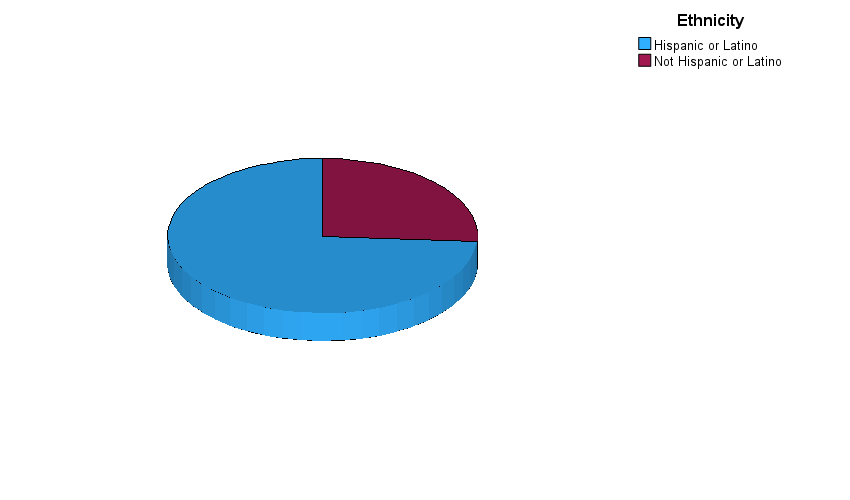 Ethnicity
Hispanic or Latino
Not Hispanic or Latino